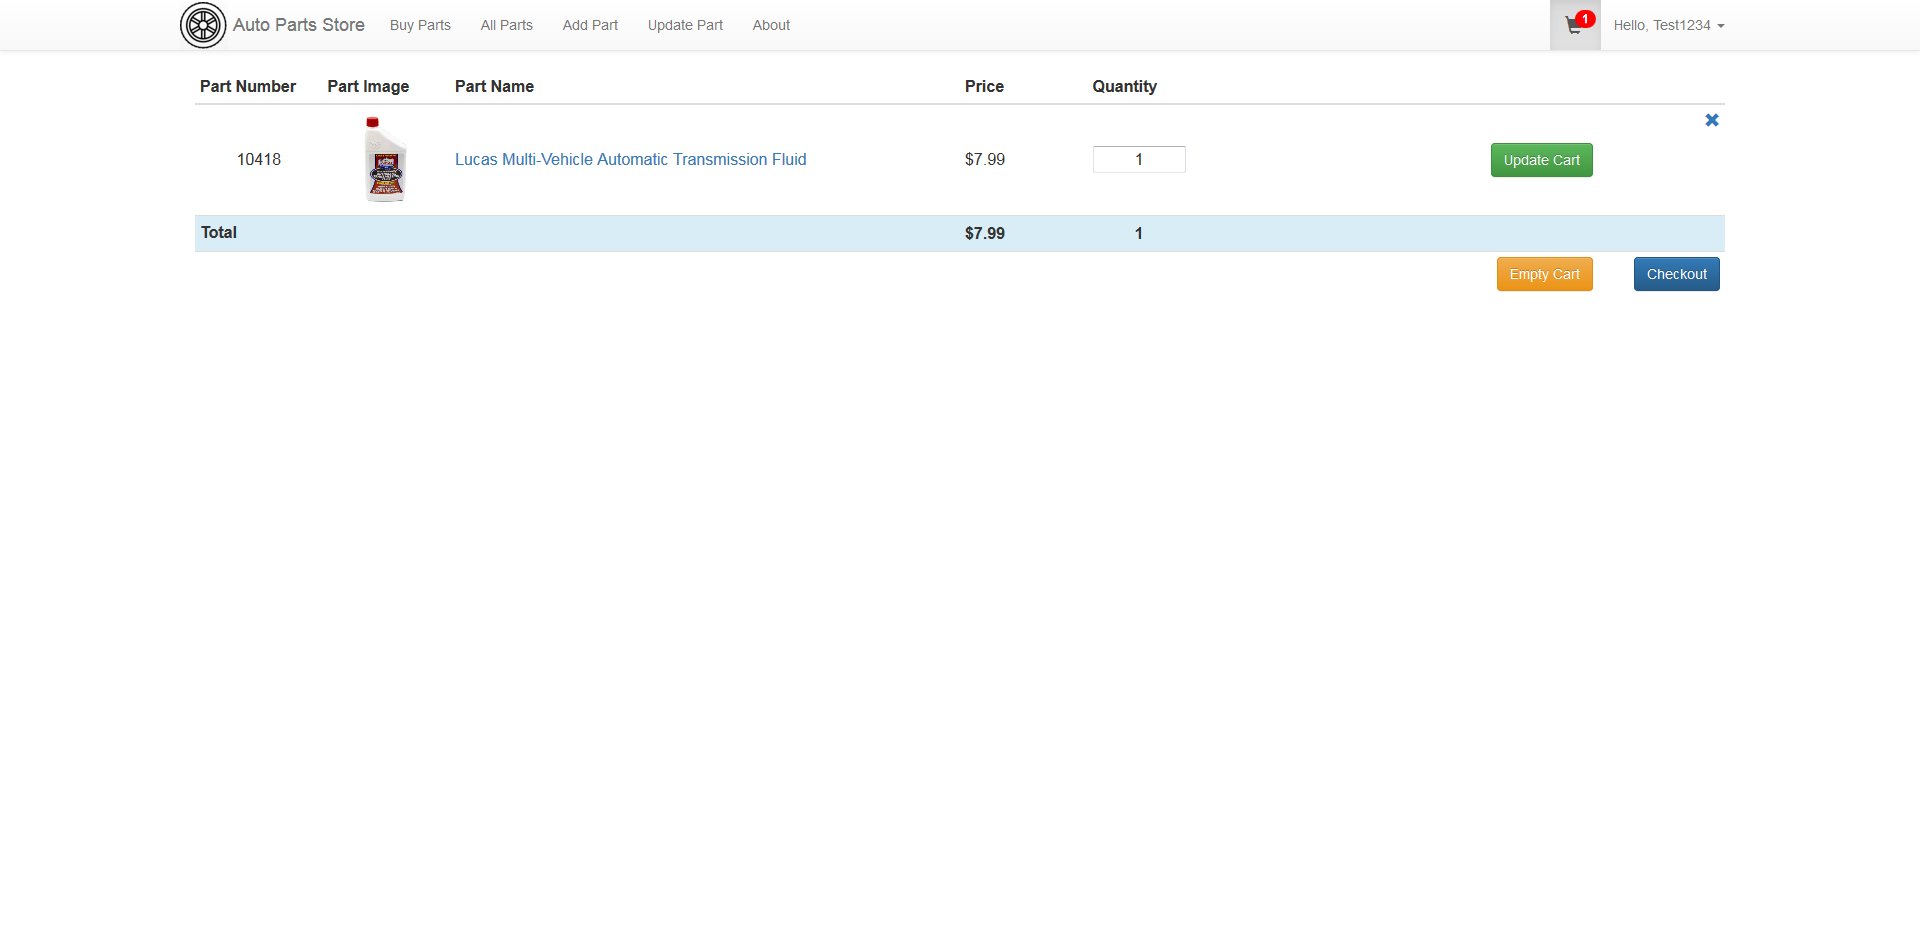 Auto Parts Store Buy Parts All Parts Add Part Update Part About 1 Hello, Test1234
Part Number Part Image Part Name Price Quantity
10418 Lucas Multi-Vehicle Automatic Transmission Fluid $7.99 1 Update Cart
Total $7.99 1
Empty Cart Checkout